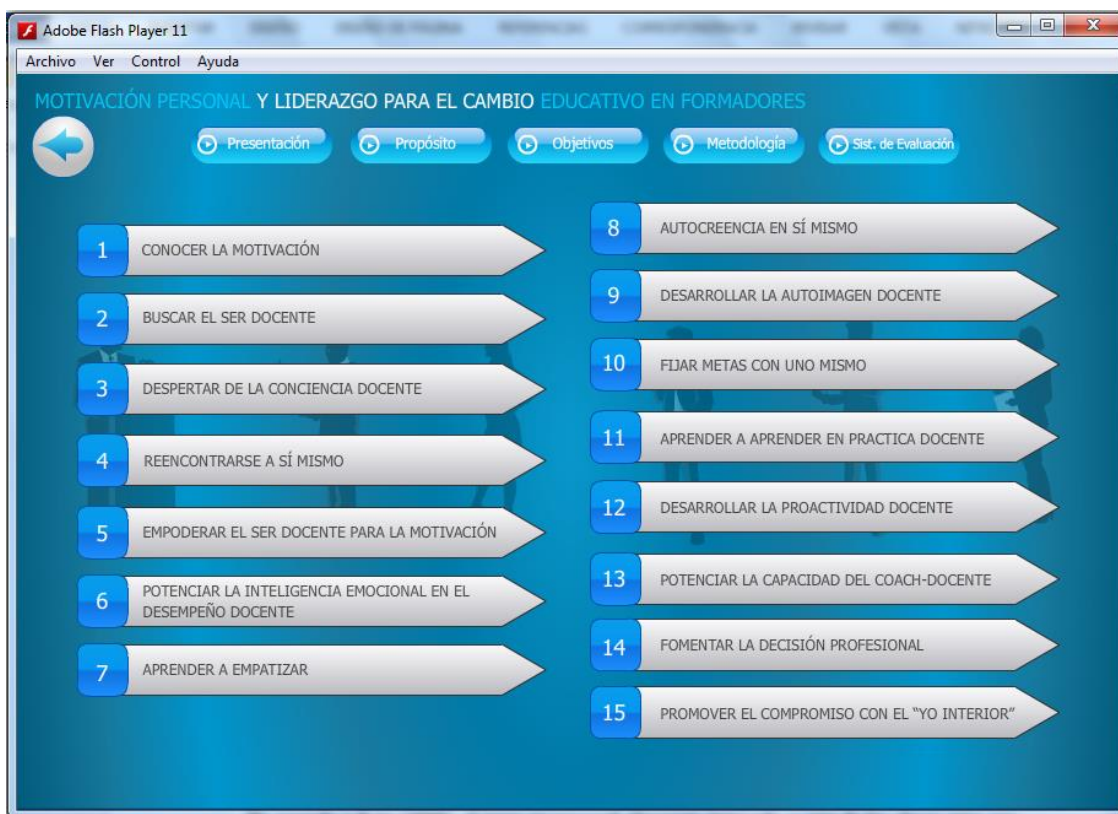 Adobe Flash Player 11
Archivo Ver Control Ayuda
MOTIVACIÓN PERSONAL Y LIDERAZGO PARA EL CAMBIO EDUCATIVO EN FORMADORES
Presentación Propósito Objetivos Metodología Sist. de Evaluación
1 CONOCER LA MOTIVACIÓN
2 BUSCAR EL SER DOCENTE
3 DESPERTAR DE LA CONCIENCIA DOCENTE
4 REENCONTRARSE A SÍ MISMO
5 EMPODERAR EL SER DOCENTE PARA LA MOTIVACIÓN
6 POTENCIAR LA INTELIGENCIA EMOCIONAL EN EL
DESEMPEÑO DOCENTE
7 APRENDER A EMPATIZAR
8 AUTOCREENCIA EN SÍ MISMO
9 DESARROLLAR LA AUTOIMAGEN DOCENTE
10 FIJAR METAS CON UNO MISMO
11 APRENDER A APRENDER EN PRACTICA DOCENTE
12 DESARROLLAR LA PROACTIVIDAD DOCENTE
13 POTENCIAR LA CAPACIDAD DEL COACH-DOCENTE
14 FOMENTAR LA DECISIÓN PROFESIONAL
15 PROMOVER EL COMPROMISO CON EL “YO INTERIOR”